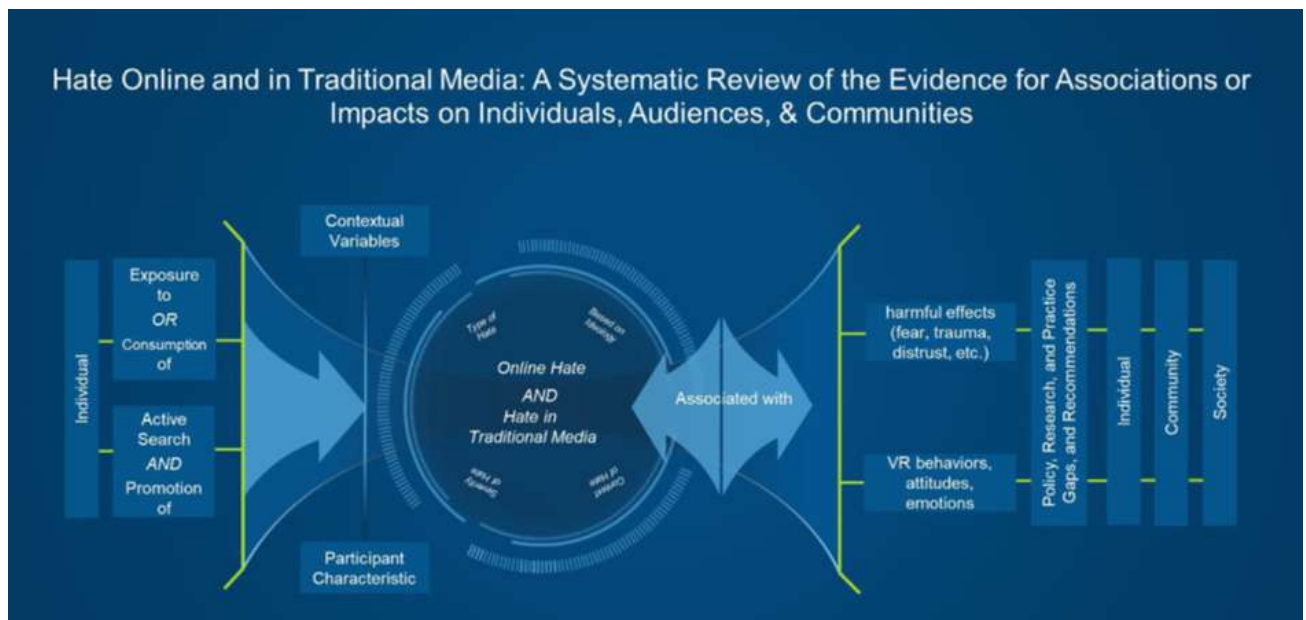 Hate Online and in Traditional Media: A Systematic Review of the Evidence for Associations or
Impacts on Individuals, Audiences, & Communities
Individual
Exposure
to
OR
Consumption
of
Active
Search
AND
Promotion
of
Contextual
Variables
Participant
Characteristic
Type of
Hate
Based on
Ideology
Online Hate
AND
Hate in
Traditional Media
Severity
of Hate
Context
of Hate
Associated with
harmful effects
(fear, trauma,
distrust, etc.)
VR behaviors,
attitudes,
emotions
Policy, Research, and Practice
Gaps, and Recommendations
Individual
Community
Society